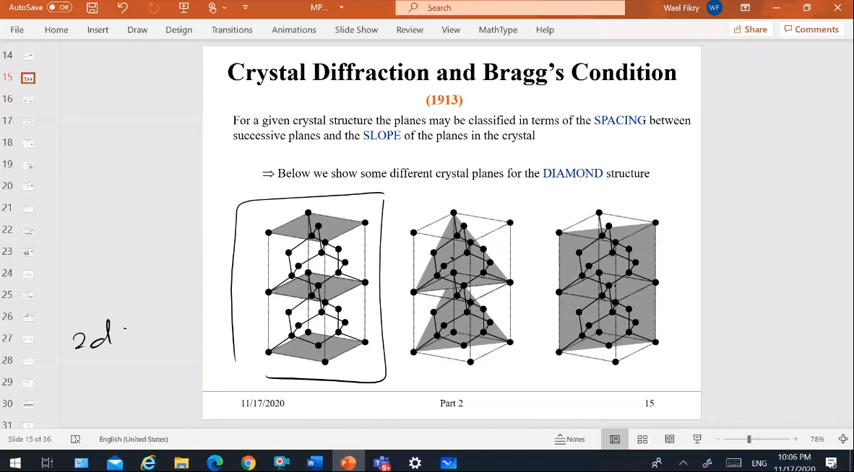 AutoSave Off MP... Search Wael Fikry WF
File Home Insert Draw Design Transitions Animations Slide Show Review View MathType Help Share Comments
14
15
16
17
18
19
20
21
22
23
24
25
26
27
28
29
30
31
Crystal Diffraction and Bragg's Condition
(1913)
For a given crystal structure the planes may be classified in terms of the SPACING between
successive planes and the SLOPE of the planes in the crystal
⇒ Below we show some different crystal planes for the DIAMOND structure
2d
11/17/2020 Part 2 15
Slide 15 of 36 English (United States) Notes 78%
10:06 PM
11/17/2020